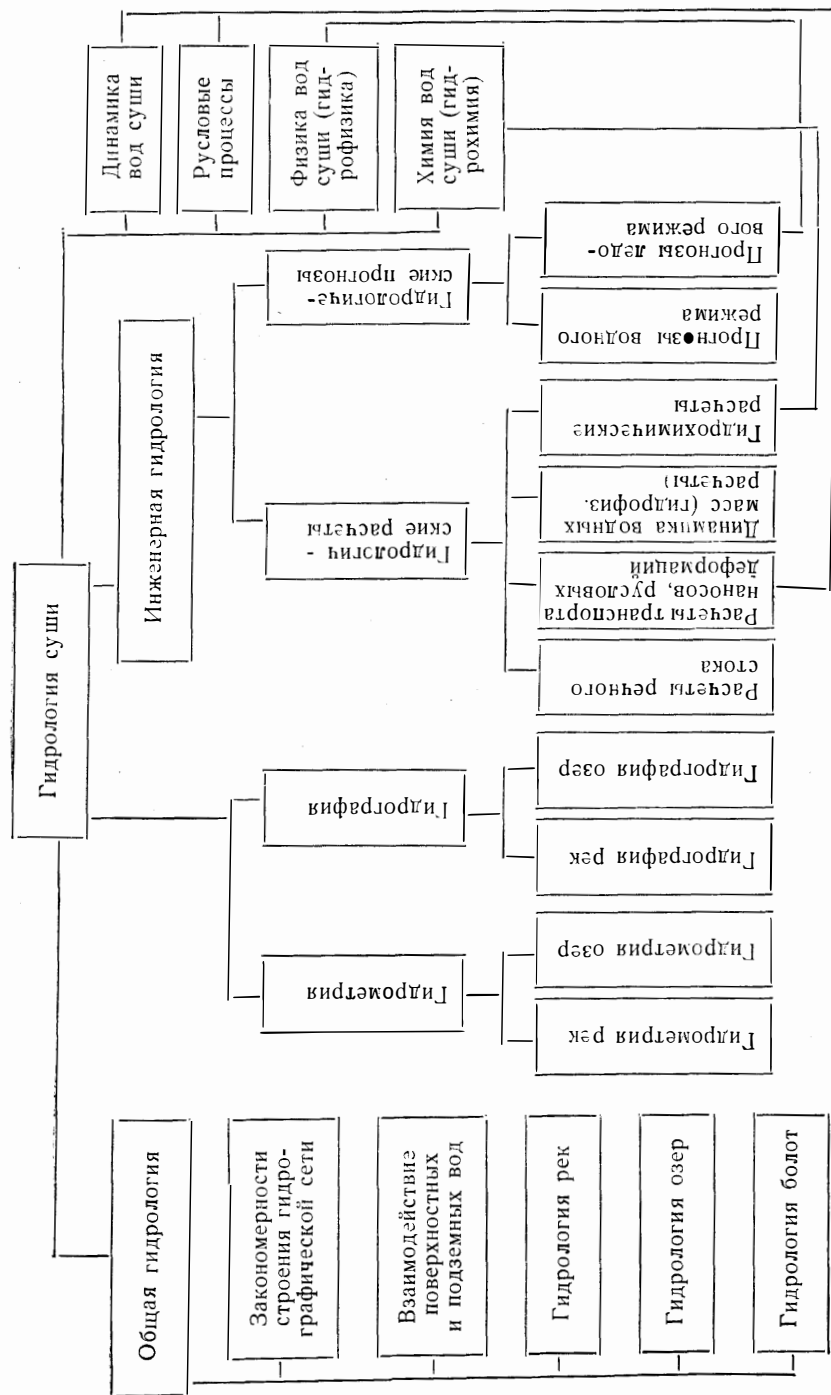 Гидрология суши
Общая гидрология
Закономерности
строения гидро-
графической сети
Взаимодействие
поверхностных
и подземных вод
Гидрология рек
Гидрология озер
Гидрология болот
Гидрометрия
Гидрометрия рек
Гидрометрия озер
Гидрография
Гидрография рек
Гидрография озер
Инженерная гидрология
Гидрологич-
ские расчеты
Расчеты речного
стока
Расчеты транспорта
наносов, русловых
деформаций
Динамика водных
масс (гидрофиз.
расчеты)
Гидрохимические
расчеты
Гидрологиче-
ские прогнозы
Прогнозы водного
режима
Прогнозы ледо-
вого режима
Динамика
вод суши
Русловые
процессы
Физика вод
суши (гид-
рофизика)
Химия вод
суши (гид-
рохимия)